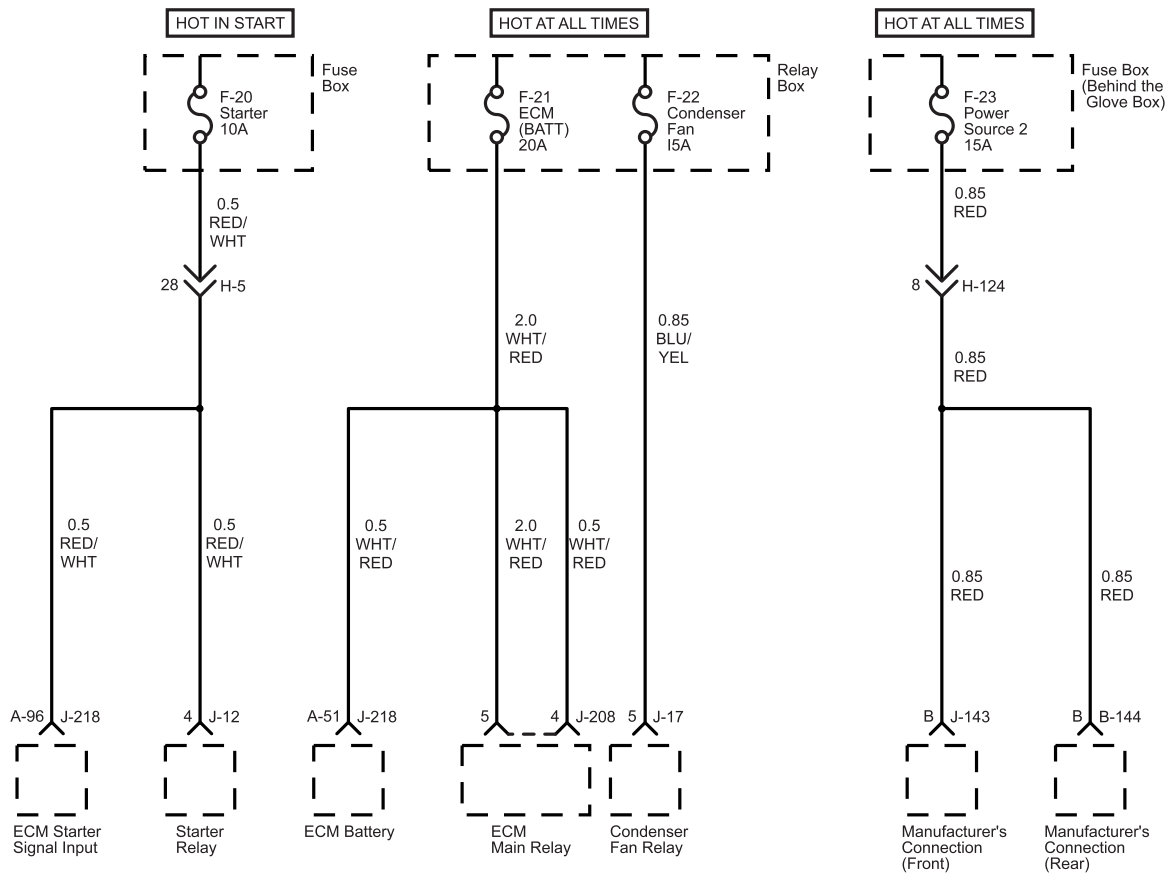 HOT IN START
HOT AT ALL TIMES
HOT AT ALL TIMES
Fuse
Box
F-20
Starter
10A
Relay
Box
F-21
ECM
(BATT)
20A
F-22
Condenser
Fan
I5A
Fuse Box
(Behind the
Glove Box)
F-23
Power
Source 2
15A
0.5
RED/
WHT
0.85
RED
28
H-5
8
H-124
2.0
WHT/
RED
0.85
BLU/
YEL
0.85
RED
0.5
RED/
WHT
0.5
RED/
WHT
0.5
WHT/
RED
2.0
WHT/
RED
0.5
WHT/
RED
0.85
RED
0.85
RED
A-96
J-218
4
J-12
A-51
J-218
5
4
J-208
5
J-17
B
J-143
B
B-144
ECM Starter
Signal Input
Starter
Relay
ECM Battery
ECM
Main Relay
Condenser
Fan Relay
Manufacturer's
Connection
(Front)
Manufacturer's
Connection
(Rear)